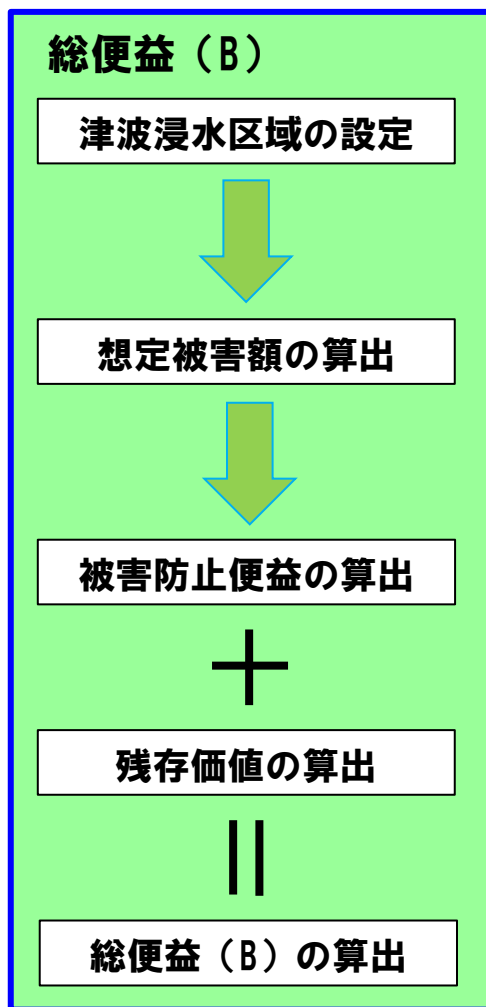 総便益（B）
津波浸水区域の設定
想定被害額の算出
被害防止便益の算出
＋
残存価値の算出
||
総便益（B）の算出